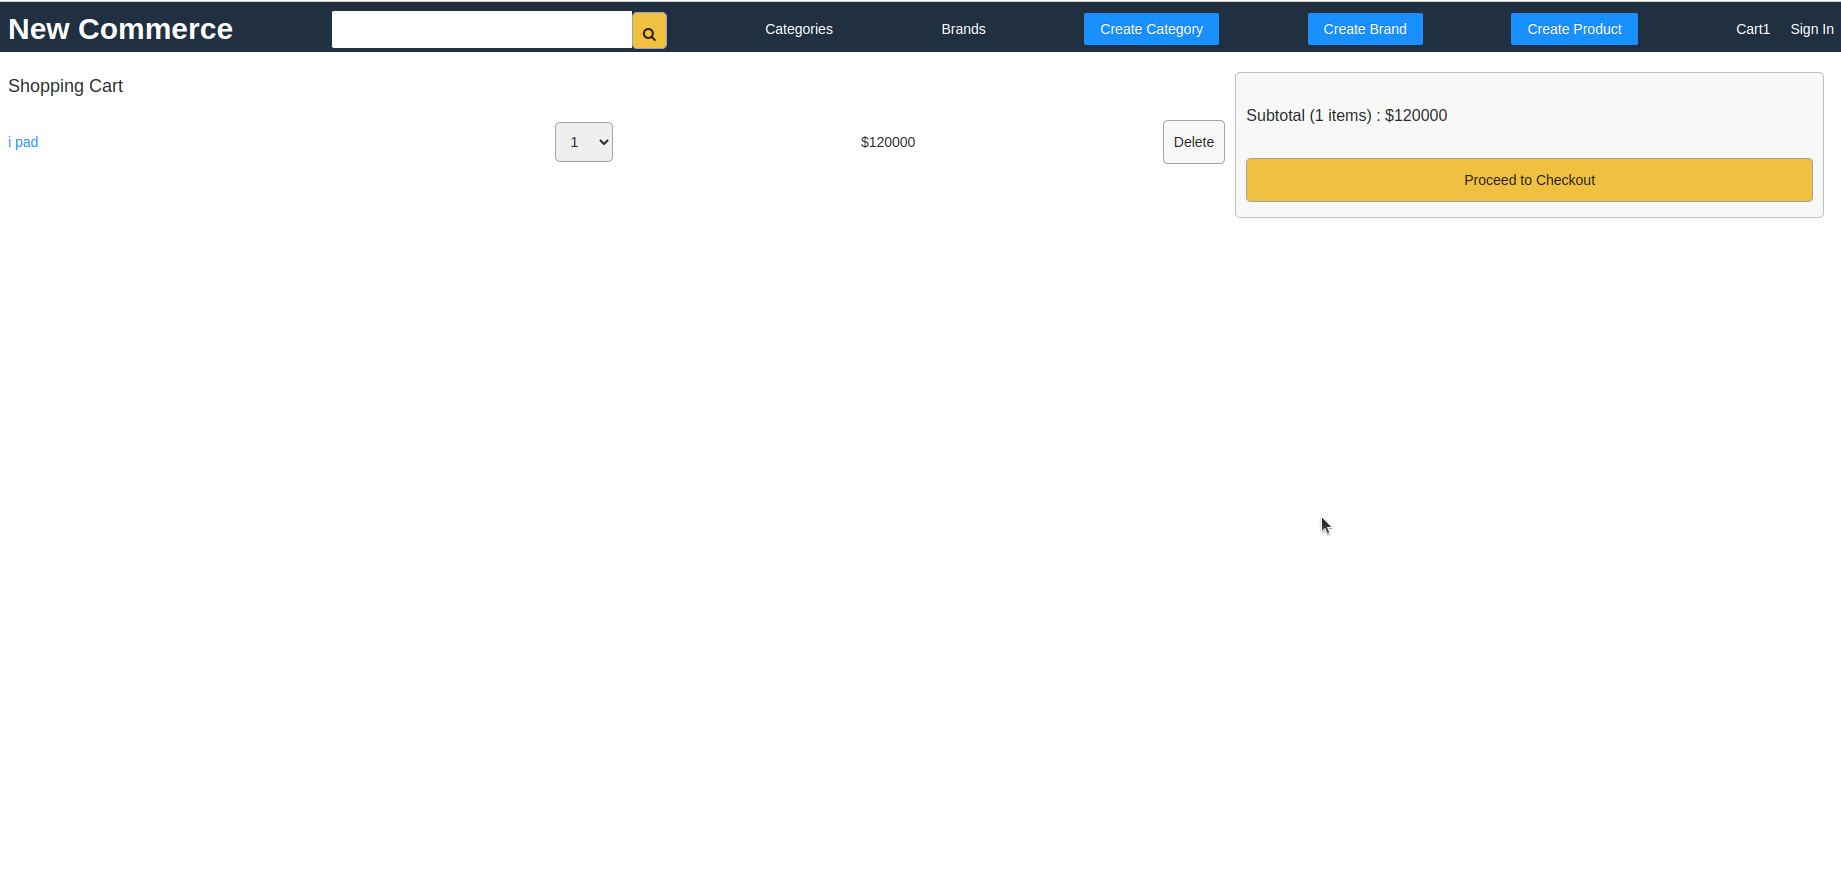 New Commerce Categories Brands Create Category Create Brand Create Product Cart1 Sign In
Shopping Cart
i pad 1 $120000 Delete
Subtotal (1 items) : $120000
Proceed to Checkout